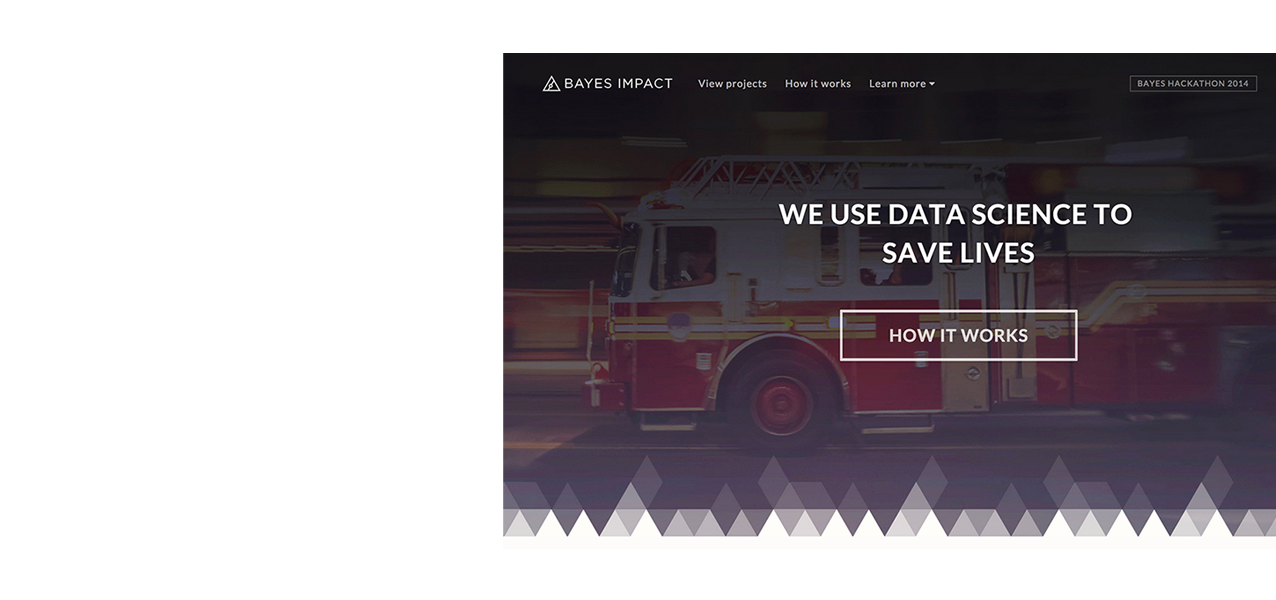 BAYES IMPACT
View projects
How it works
Learn more
BAYES HACKATHON 2014
WE USE DATA SCIENCE TO
SAVE LIVES
HOW IT WORKS